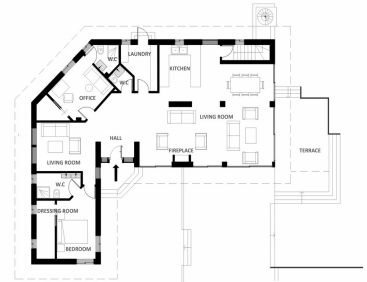 W.C
LAUNDRY
KITCHEN
W.C
OFFICE
LIVING ROOM
HALL
FIREPLACE
TERRACE
LIVING ROOM
W.C
DRESSING ROOM
BEDROOM